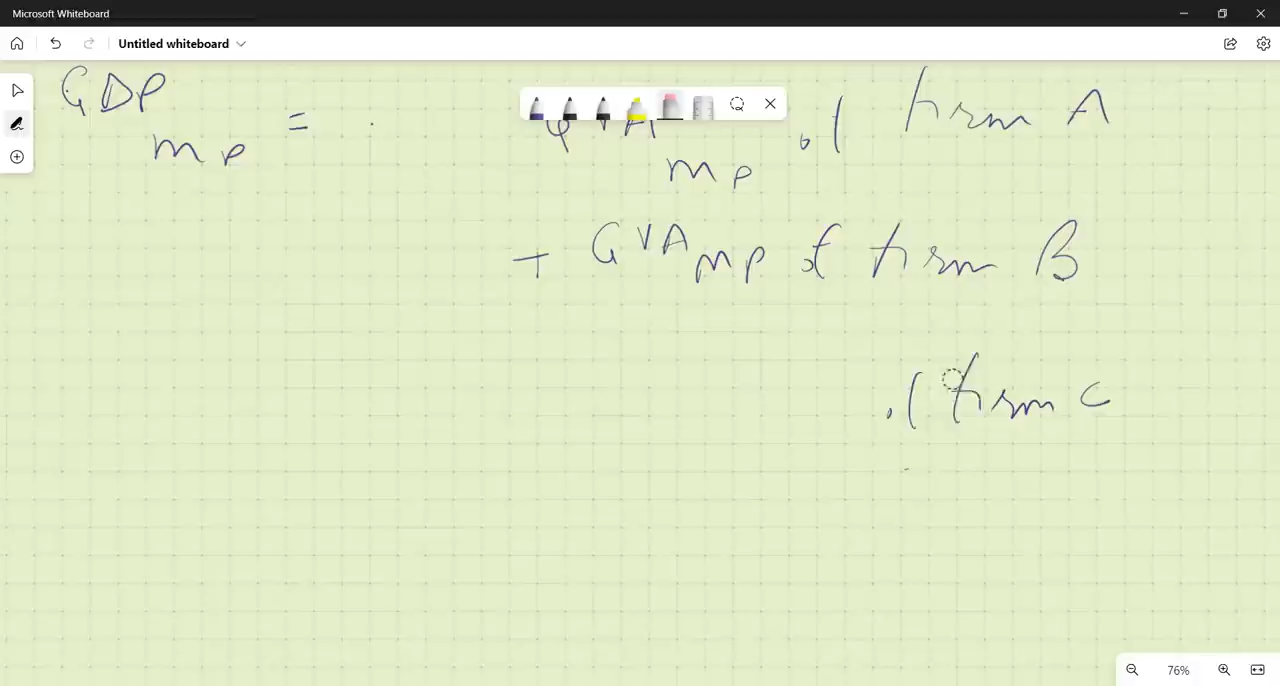 Microsoft Whiteboard
Untitled whiteboard
GDP mp = GVA mp of firm A
+ GVA MP of firm B
of firm C
76%